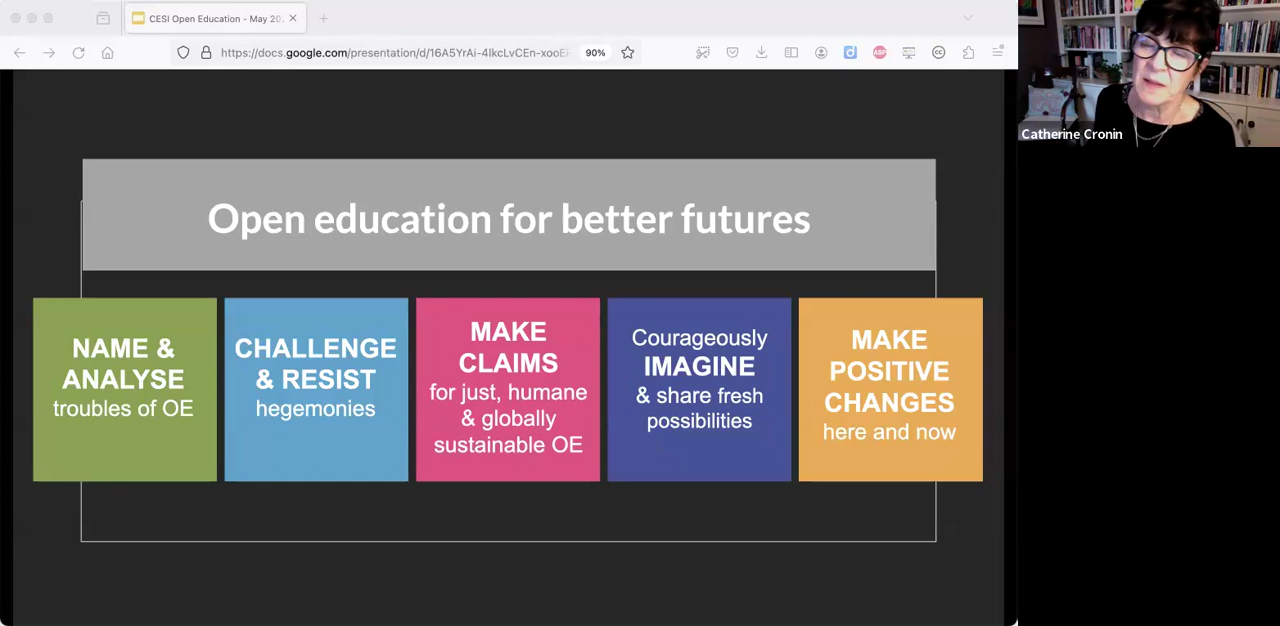 CESI Open Education - May 20
https://docs.google.com/presentation/d/16A5YrAi-4lkcLvCEn-xooE
90%
Catherine Cronin
Open education for better futures
NAME &
ANALYSE
troubles of OE
CHALLENGE
& RESIST
hegemonies
MAKE
CLAIMS
for just, humane
& globally
sustainable OE
Courageously
IMAGINE
& share fresh
possibilities
MAKE
POSITIVE
CHANGES
here and now